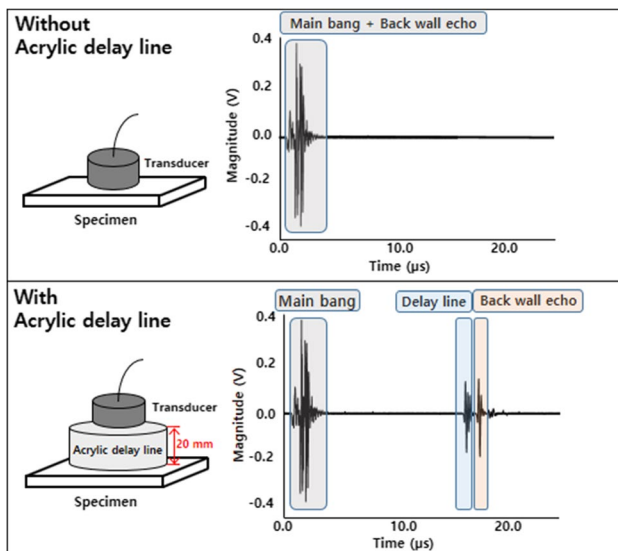 Without
Acrylic delay line
Transducer
Specimen
Main bang + Back wall echo
0.4
0.2
0.0
-0.2
-0.4
Magnitude (V)
0.0 10.0 20.0
Time (μs)
With
Acrylic delay line
Transducer
Acrylic delay line
20 mm
Specimen
Main bang
Delay line
Back wall echo
0.4
0.2
0.0
-0.2
-0.4
Magnitude (V)
0.0 10.0 20.0
Time (μs)